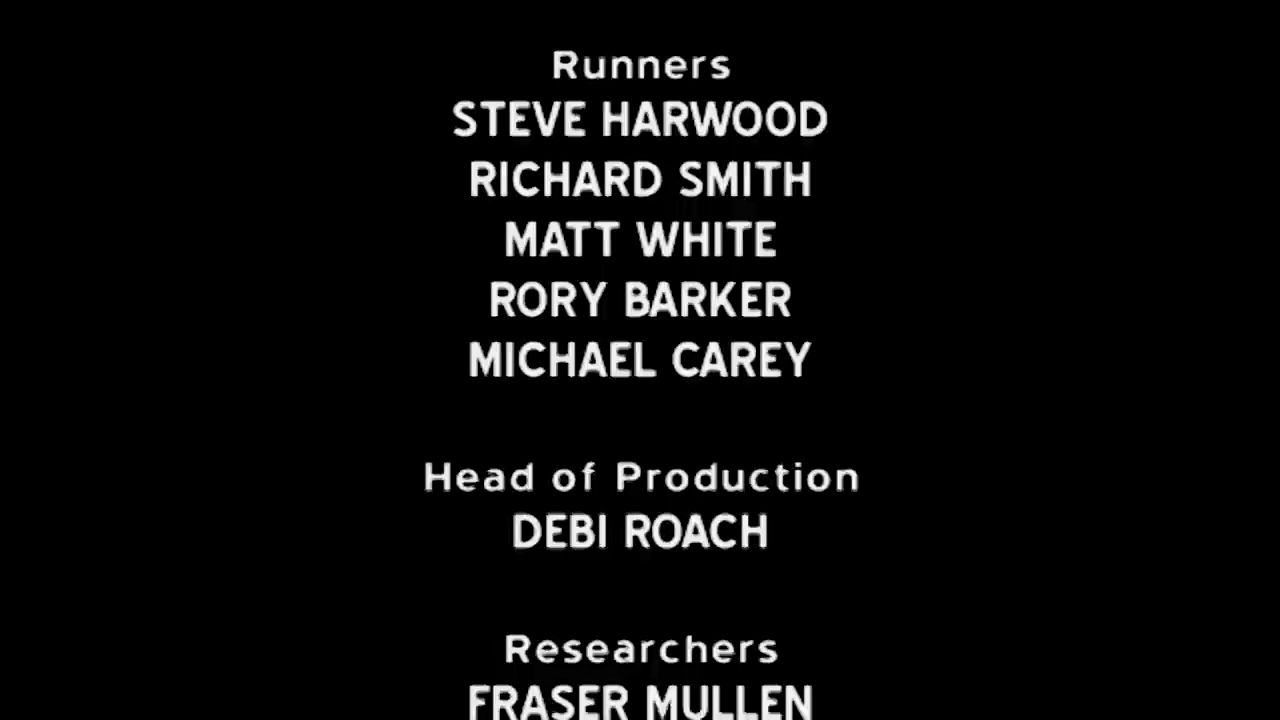 Runners
STEVE HARWOOD
RICHARD SMITH
MATT WHITE
RORY BARKER
MICHAEL CAREY
Head of Production
DEBI ROACH
Researchers
FRASER MULLEN